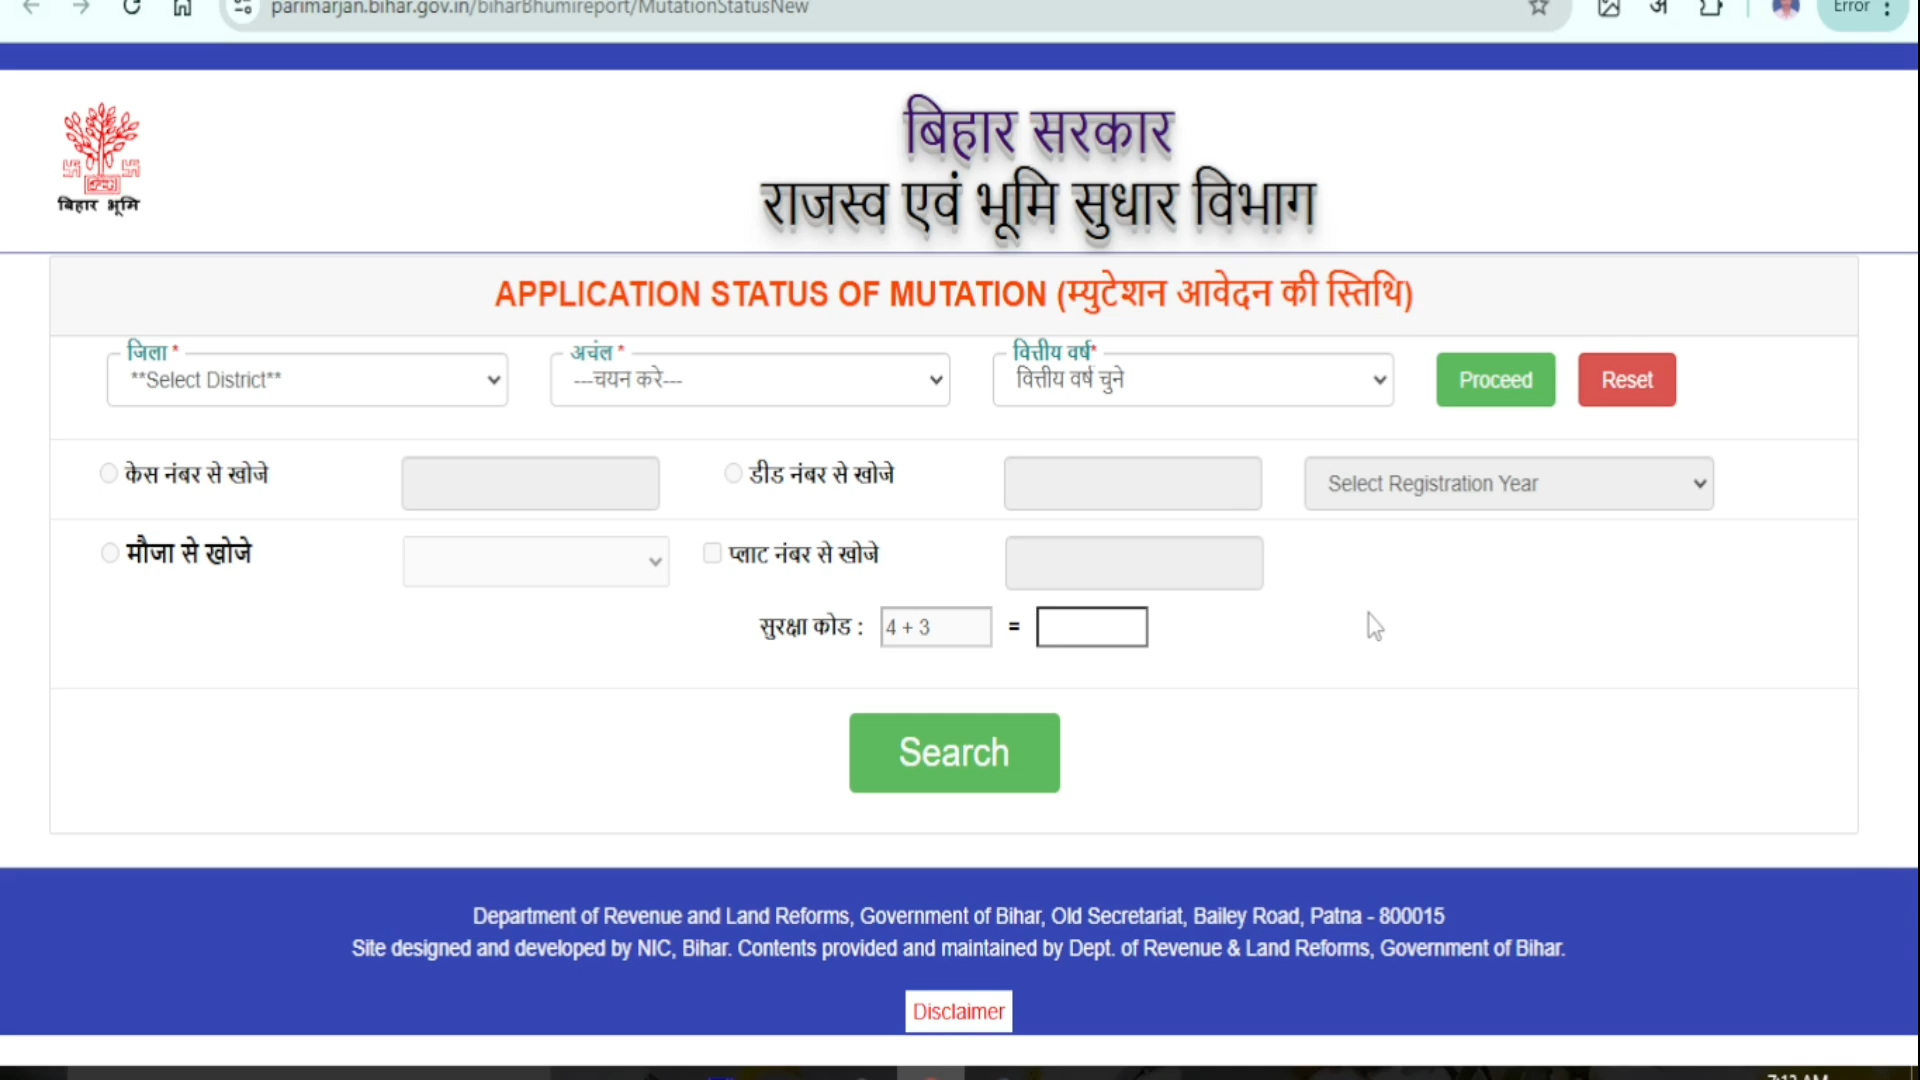 parimarjan.bihar.gov.in/biharBhumireport/MutationStatusNew
Error
बिहार सरकार
राजस्व एवं भूमि सुधार विभाग
बिहार भूमि
APPLICATION STATUS OF MUTATION (म्युटेशन आवेदन की स्तिथि)
जिला *
अचंल *
वित्तीय वर्ष*
**Select District**
---चयन करे---
वित्तीय वर्ष चुने
Proceed
Reset
केस नंबर से खोजे
डीड नंबर से खोजे
Select Registration Year
मौजा से खोजे
प्लाट नंबर से खोजे
सुरक्षा कोड : 4 + 3 =
Search
Department of Revenue and Land Reforms, Government of Bihar, Old Secretariat, Bailey Road, Patna - 800015
Site designed and developed by NIC, Bihar. Contents provided and maintained by Dept. of Revenue & Land Reforms, Government of Bihar.
Disclaimer